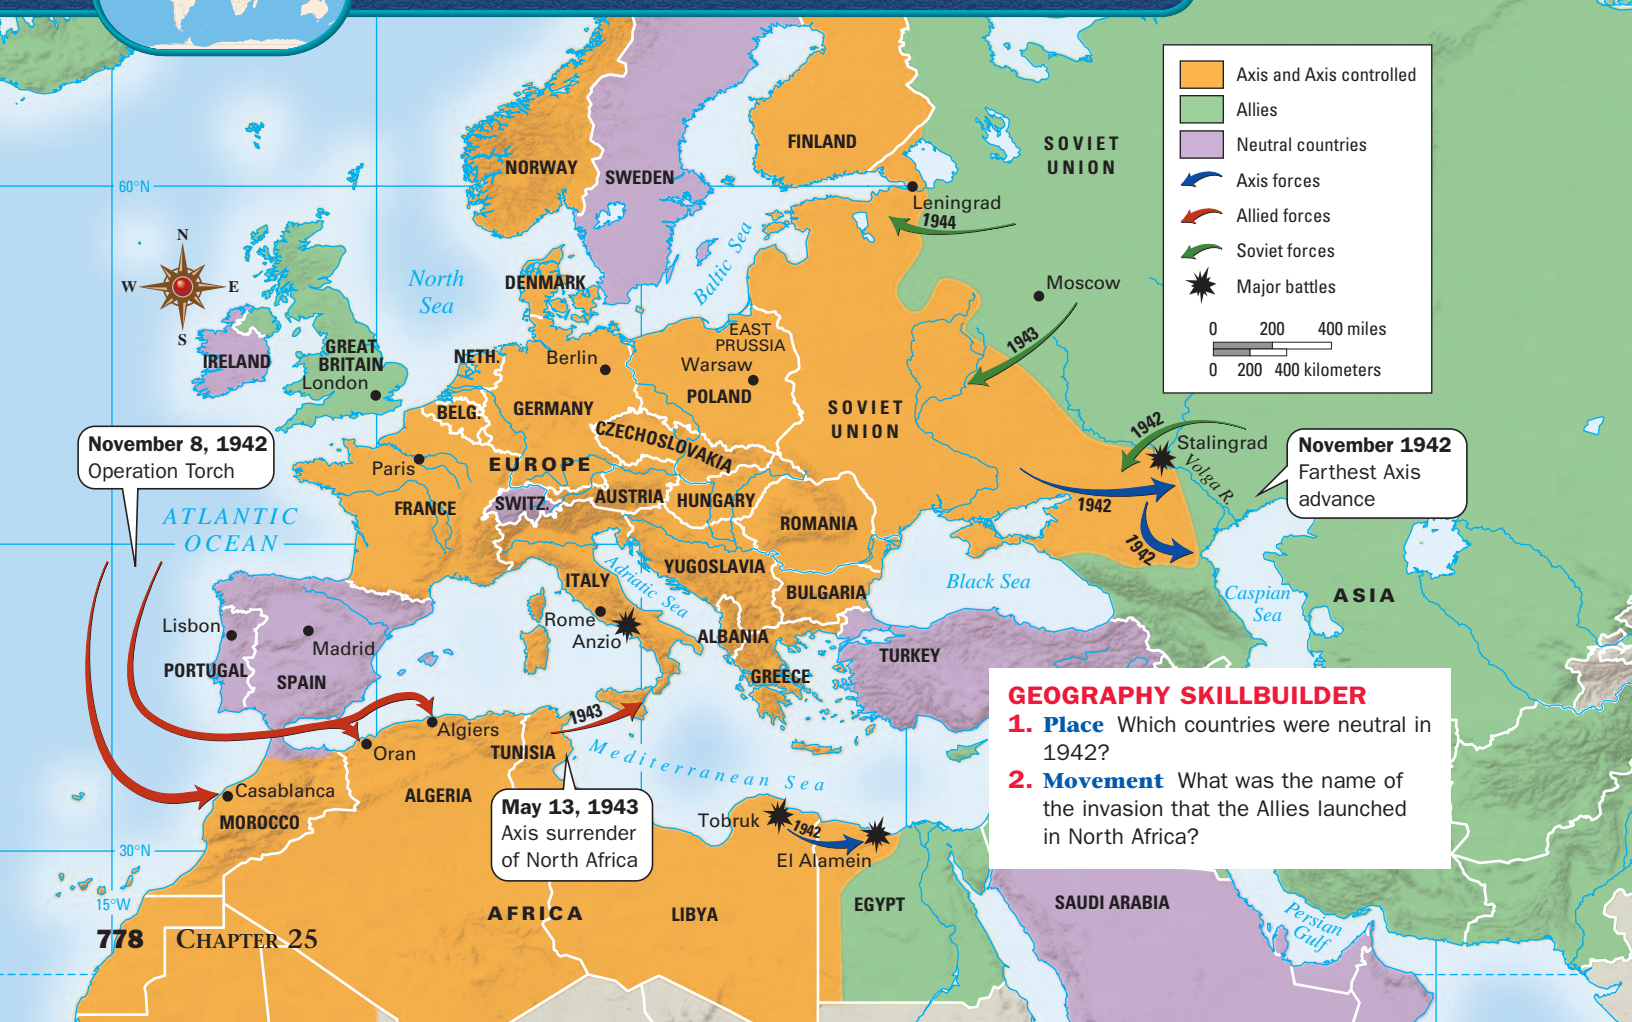 Axis and Axis controlled
Allies
Neutral countries
Axis forces
Allied forces
Soviet forces
Major battles
0 200 400 miles
0 200 400 kilometers
60°N
N
W E
S
NORWAY
SWEDEN
FINLAND
SOVIET
UNION
Leningrad
1944
Moscow
1943
North
Sea
Baltic Sea
DENMARK
IRELAND
GREAT
BRITAIN
London
NETH.
BELG.
Berlin
GERMANY
EAST
PRUSSIA
Warsaw
POLAND
SOVIET
UNION
CZECHOSLOVAKIA
1942
Stalingrad
Volga R.
November 1942
Farthest Axis
advance
November 8, 1942
Operation Torch
Paris
EUROPE
FRANCE
SWITZ.
AUSTRIA
HUNGARY
ROMANIA
1942
1942
ATLANTIC
OCEAN
ITALY
Adriatic Sea
YUGOSLAVIA
BULGARIA
Black Sea
Caspian
Sea
ASIA
Lisbon
PORTUGAL
Madrid
SPAIN
Rome
Anzio
ALBANIA
GREECE
TURKEY
1943
Algiers
Oran
TUNISIA
Mediterranean Sea
Casablanca
MOROCCO
ALGERIA
May 13, 1943
Axis surrender
of North Africa
Tobruk
1942
El Alamein
30°N
15°W
AFRICA
LIBYA
EGYPT
SAUDI ARABIA
Persian
Gulf
GEOGRAPHY SKILLBUILDER
1. Place Which countries were neutral in
1942?
2. Movement What was the name of
the invasion that the Allies launched
in North Africa?
778 CHAPTER 25